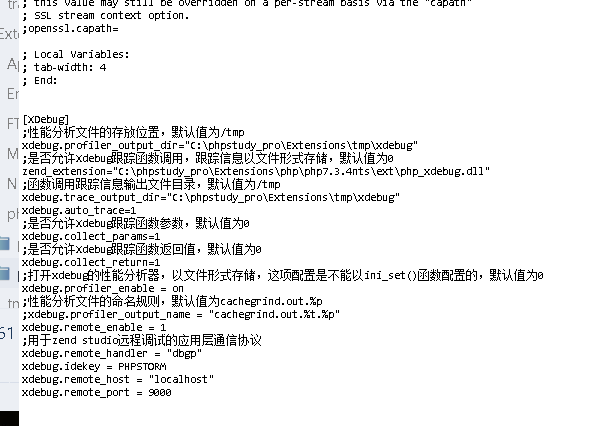 ; this value may still be overridden on a per-stream basis via the "capath"
; SSL stream context option.
;openssl.capath=
; Local Variables:
; tab-width: 4
; End:
[XDebug]
;性能分析文件的存放位置，默认值为/tmp
xdebug.profiler_output_dir="C:\phpstudy_pro\Extensions\tmp\xdebug"
;是否允许Xdebug跟踪函数调用，跟踪信息以文件形式存储，默认值为0
zend_extension="C:\phpstudy_pro\Extensions\php\php7.3.4nts\ext\php_xdebug.dll"
;函数调用跟踪信息输出文件目录，默认值为/tmp
xdebug.trace_output_dir="C:\phpstudy_pro\Extensions\tmp\xdebug"
xdebug.auto_trace=1
;是否允许Xdebug跟踪函数参数，默认值为0
xdebug.collect_params=1
;是否允许Xdebug跟踪函数返回值，默认值为0
xdebug.collect_return=1
;打开xdebug的性能分析器，以文件形式存储，这项配置是不能以ini_set()函数配置的，默认值为0
xdebug.profiler_enable = on
;性能分析文件的命名规则，默认值为cachegrind.out.%p
;xdebug.profiler_output_name = "cachegrind.out.%t.%p"
xdebug.remote_enable = 1
;用于zend studio远程调试的应用层通信协议
xdebug.remote_handler = "dbgp"
xdebug.idekey = PHPSTORM
xdebug.remote_host = "localhost"
xdebug.remote_port = 9000